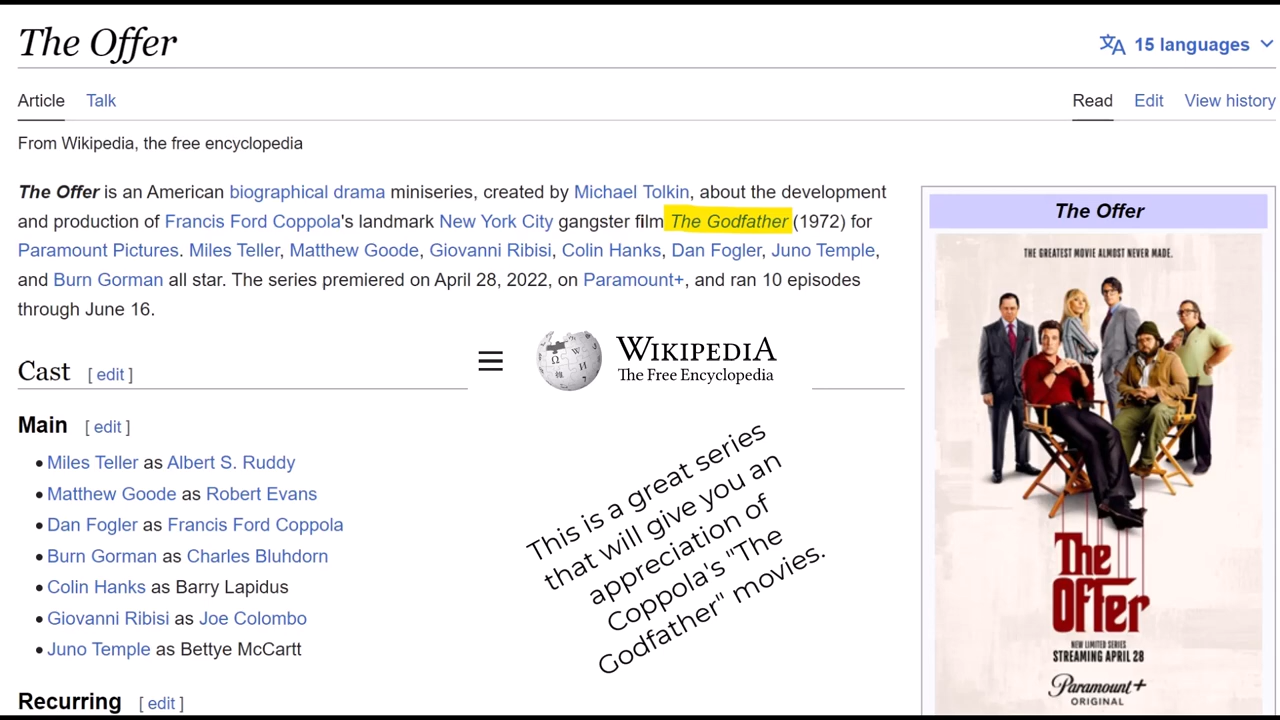 The Offer
15 languages
Article Talk
Read Edit View history
From Wikipedia, the free encyclopedia
The Offer is an American biographical drama miniseries, created by Michael Tolkin, about the development
and production of Francis Ford Coppola's landmark New York City gangster film The Godfather (1972) for
Paramount Pictures. Miles Teller, Matthew Goode, Giovanni Ribisi, Colin Hanks, Dan Fogler, Juno Temple,
and Burn Gorman all star. The series premiered on April 28, 2022, on Paramount+, and ran 10 episodes
through June 16.
Cast [ edit ]
Main [ edit ]
• Miles Teller as Albert S. Ruddy
• Matthew Goode as Robert Evans
• Dan Fogler as Francis Ford Coppola
• Burn Gorman as Charles Bluhdorn
• Colin Hanks as Barry Lapidus
• Giovanni Ribisi as Joe Colombo
• Juno Temple as Bettye McCartt
Recurring [ edit ]
WIKIPEDIA
The Free Encyclopedia
This is a great series
that will give you an
appreciation of
Coppola's "The
Godfather" movies.
The Offer
THE GREATEST MOVIE ALMOST NEVER MADE.
The
Offer
NEW LIMITED SERIES
STREAMING APRIL 28
Paramount+
ORIGINAL